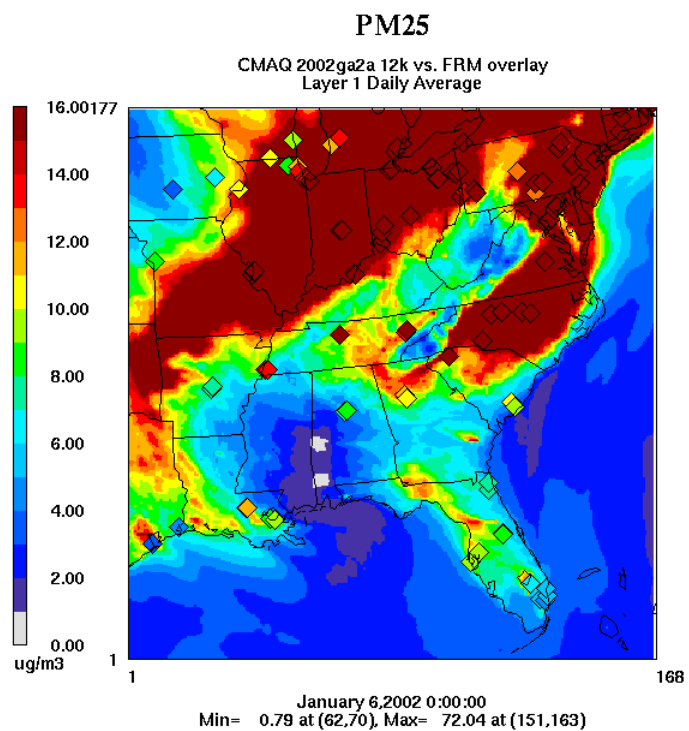 PM25
CMAQ 2002ga2a 12k vs. FRM overlay
Layer 1 Daily Average
16.00
177
14.00
12.00
10.00
8.00
6.00
4.00
2.00
0.00
ug/m3
1
1
168
January 6,2002 0:00:00
Min= 0.79 at (62,70), Max= 72.04 at (151,163)